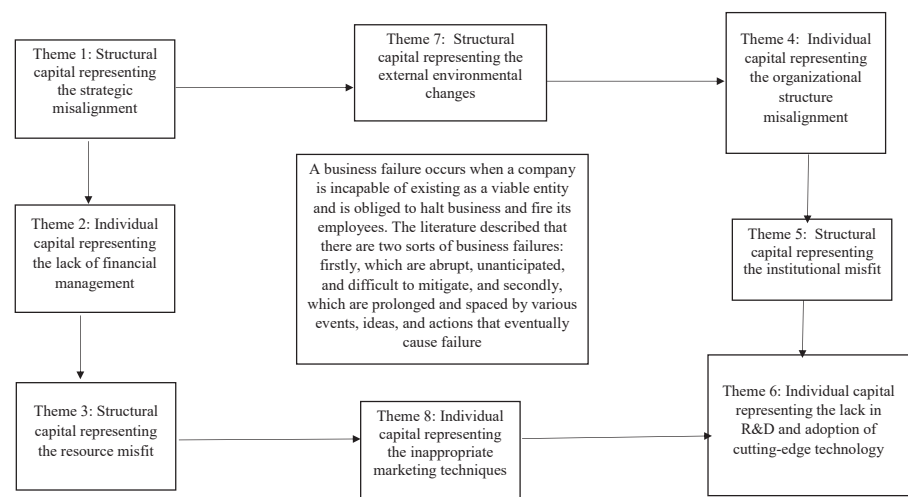 Theme 1: Structural
capital representing
the strategic
misalignment
Theme 7:  Structural
capital representing the
external environmental
changes
Theme 4:  Individual
capital representing
the organizational
structure
misalignment
A business failure occurs when a company
is incapable of existing as a viable entity
and is obliged to halt business and fire its
employees. The literature described that
there are two sorts of business failures:
firstly, which are abrupt, unanticipated,
and difficult to mitigate, and secondly,
which are prolonged and spaced by various
events, ideas, and actions that eventually
cause failure
Theme 2: Individual
capital representing
the lack of financial
management
Theme 5:  Structural
capital representing
the institutional misfit
Theme 3: Structural
capital representing
the resource misfit
Theme 8: Individual
capital representing
the inappropriate
marketing techniques
Theme 6: Individual capital
representing the lack in
R&D and adoption of
cutting-edge technology